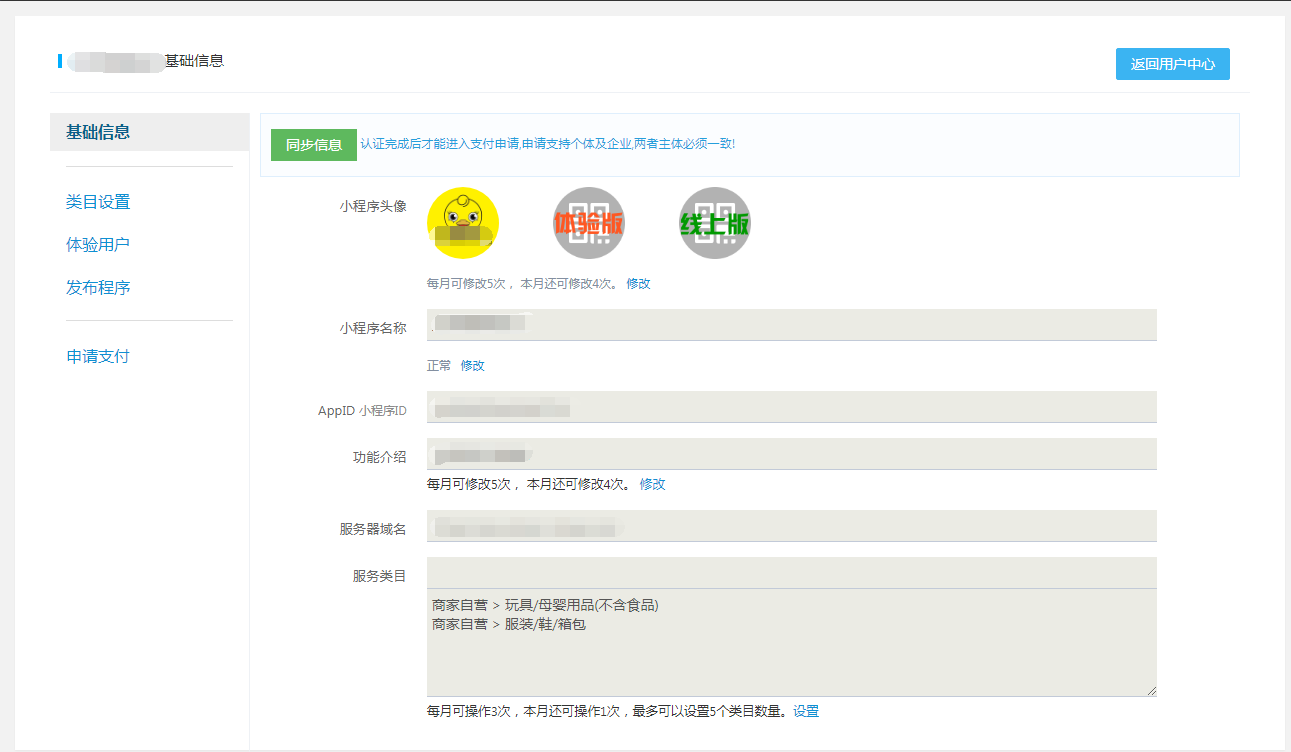 基础信息
返回用户中心
基础信息
类目设置
体验用户
发布程序
申请支付
同步信息 认证完成后才能进入支付申请,申请支持个体及企业,两者主体必须一致!
小程序头像
体验版
线上版
每月可修改5次 ,本月还可修改4次。 修改
小程序名称
正常 修改
AppID 小程序ID
功能介绍
每月可修改5次 ,本月还可修改4次。 修改
服务器域名
服务类目
商家自营 > 玩具/母婴用品(不含食品)
商家自营 > 服装/鞋/箱包
每月可操作3次,本月还可操作1次,最多可以设置5个类目数量。设置